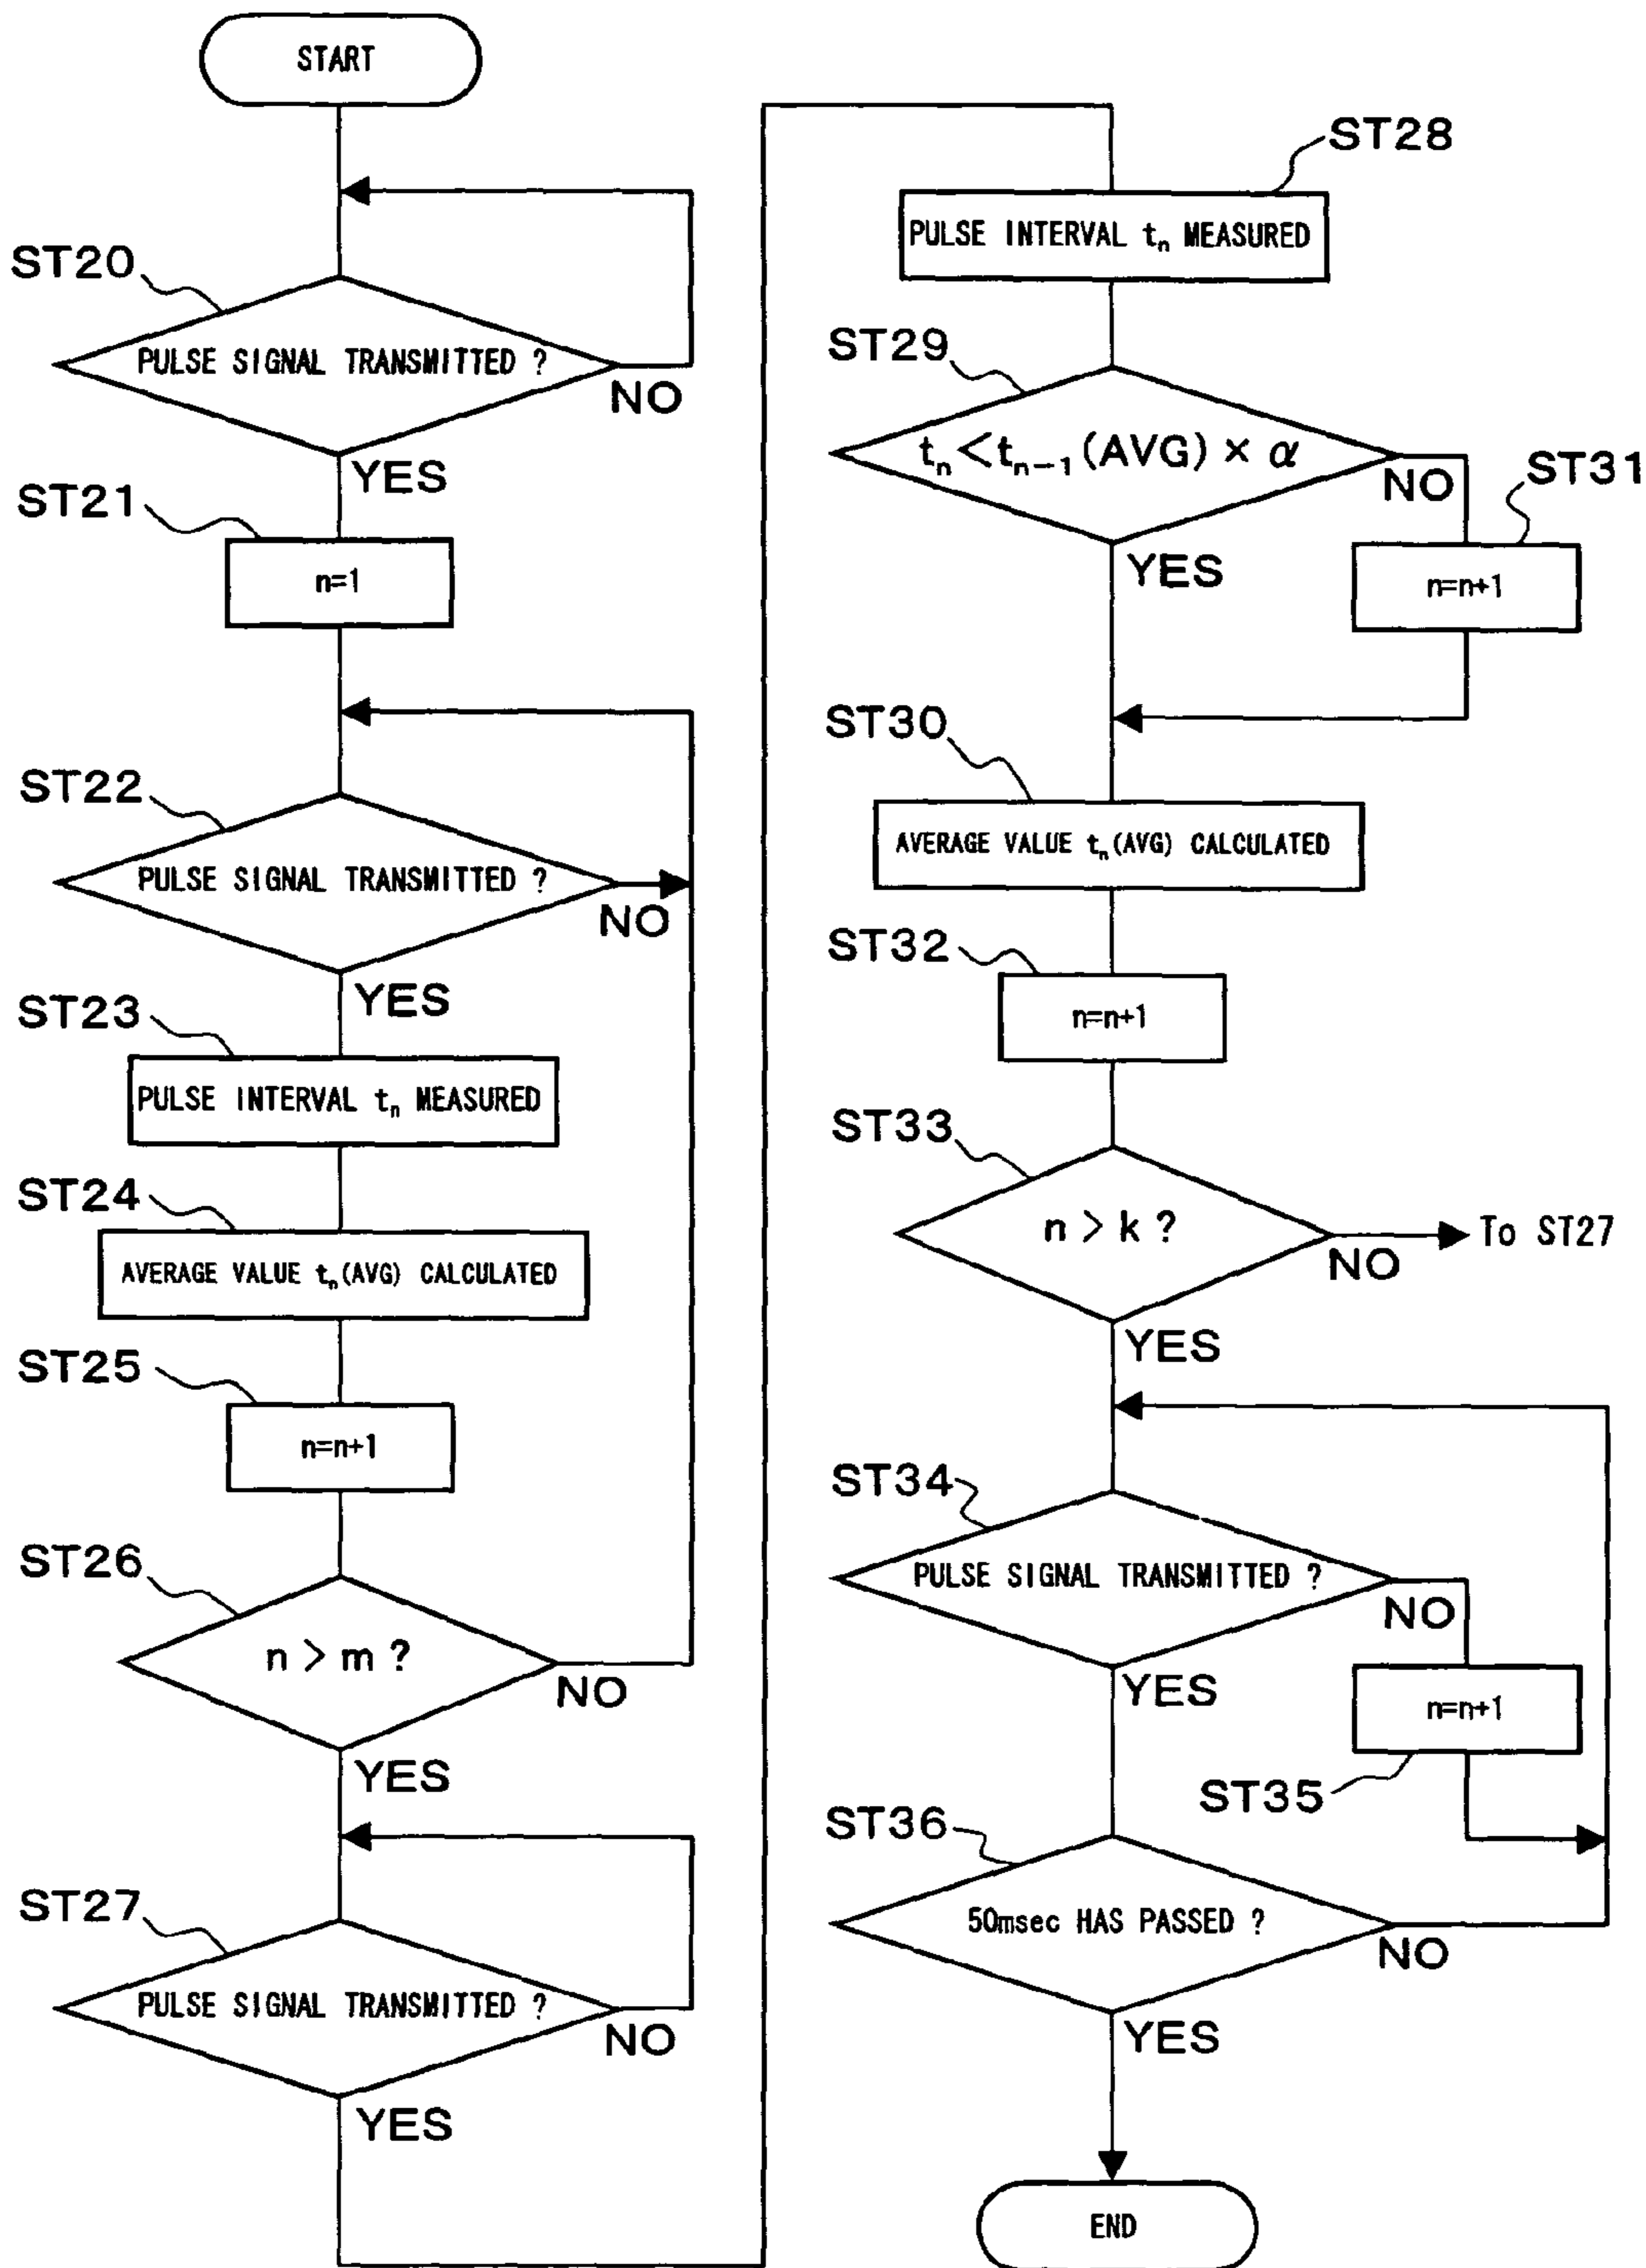 START
ST20
PULSE SIGNAL TRANSMITTED ?
NO
YES
ST21
n=1
ST22
PULSE SIGNAL TRANSMITTED ?
NO
YES
ST23
PULSE INTERVAL tₙ MEASURED
ST24
AVERAGE VALUE tₙ(AVG) CALCULATED
ST25
n=n+1
ST26
n > m ?
NO
YES
ST27
PULSE SIGNAL TRANSMITTED ?
NO
YES
ST28
PULSE INTERVAL tₙ MEASURED
ST29
tₙ<tₙ₋₁(AVG) × α
NO
ST31
YES
n=n+1
ST30
AVERAGE VALUE tₙ(AVG) CALCULATED
ST32
n=n+1
ST33
n > k ?
To ST27
NO
YES
ST34
PULSE SIGNAL TRANSMITTED ?
NO
YES
n=n+1
ST35
ST36
50msec HAS PASSED ?
NO
YES
END